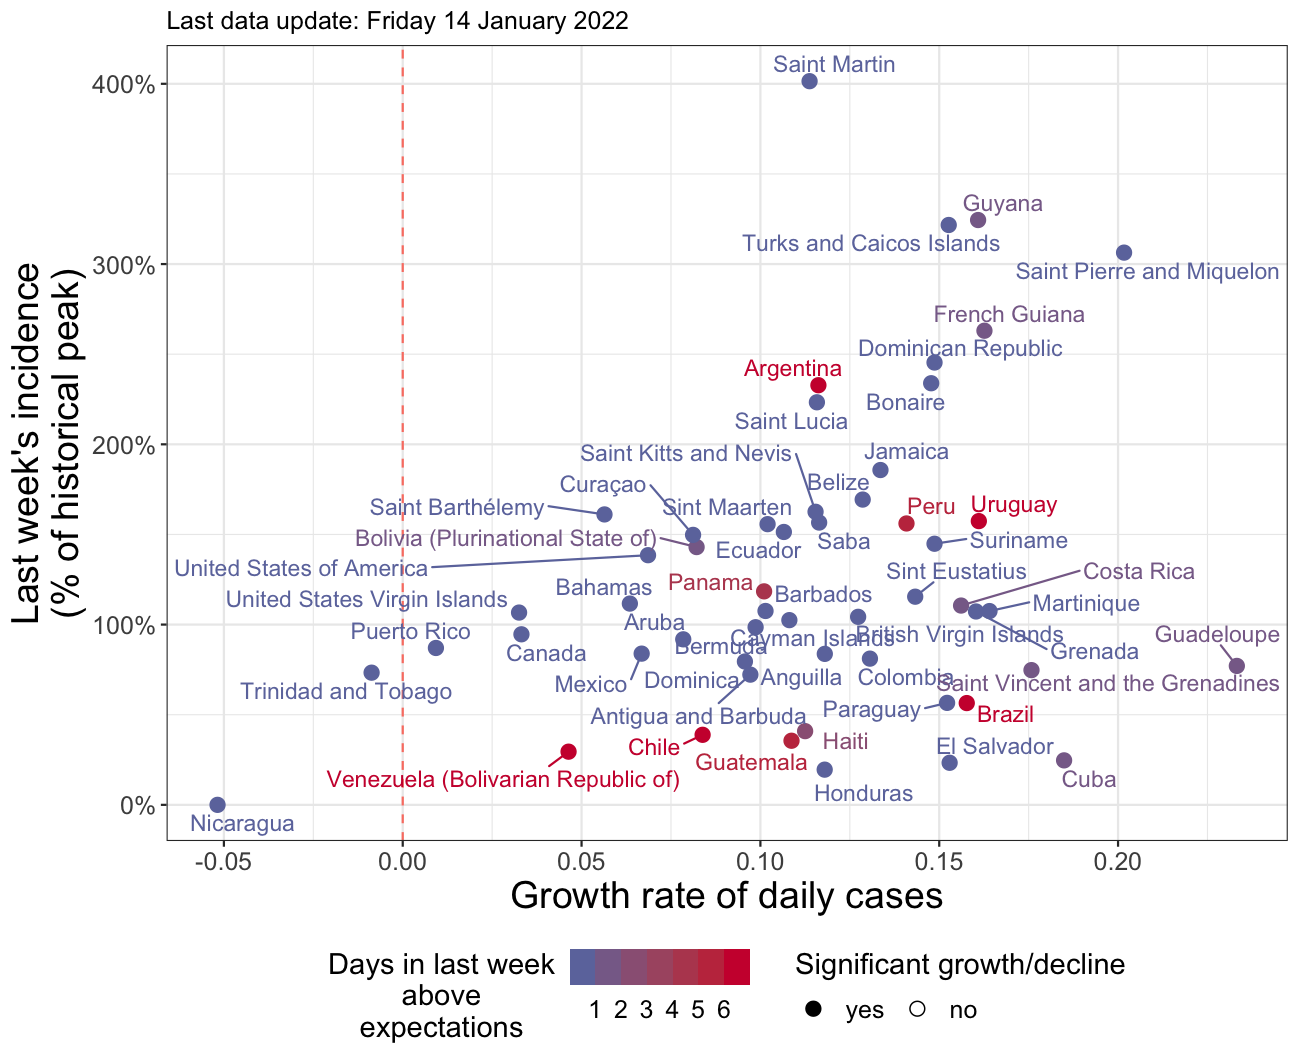 Last data update: Friday 14 January 2022
Last week's incidence
(% of historical peak)
400%
300%
200%
100%
0%
Saint Martin
Guyana
Turks and Caicos Islands
Saint Pierre and Miquelon
French Guiana
Dominican Republic
Argentina
Bonaire
Saint Lucia
Saint Kitts and Nevis
Jamaica
Curaçao
Belize
Saint Barthélemy
Sint Maarten
Peru
Uruguay
Bolivia (Plurinational State of)
Ecuador
Saba
Suriname
United States of America
Sint Eustatius
Costa Rica
Bahamas
Panama
Barbados
United States Virgin Islands
Martinique
Puerto Rico
Aruba
Cayman Islands
British Virgin Islands
Guadeloupe
Canada
Bermuda
Grenada
Trinidad and Tobago
Mexico
Dominica
Anguilla
Colombia
Saint Vincent and the Grenadines
Antigua and Barbuda
Paraguay
Brazil
Chile
Haiti
El Salvador
Guatemala
Venezuela (Bolivarian Republic of)
Cuba
Honduras
Nicaragua
-0.05
0.00
0.05
0.10
0.15
0.20
Growth rate of daily cases
Days in last week
above
expectations
1 2 3 4 5 6
Significant growth/decline
yes
no